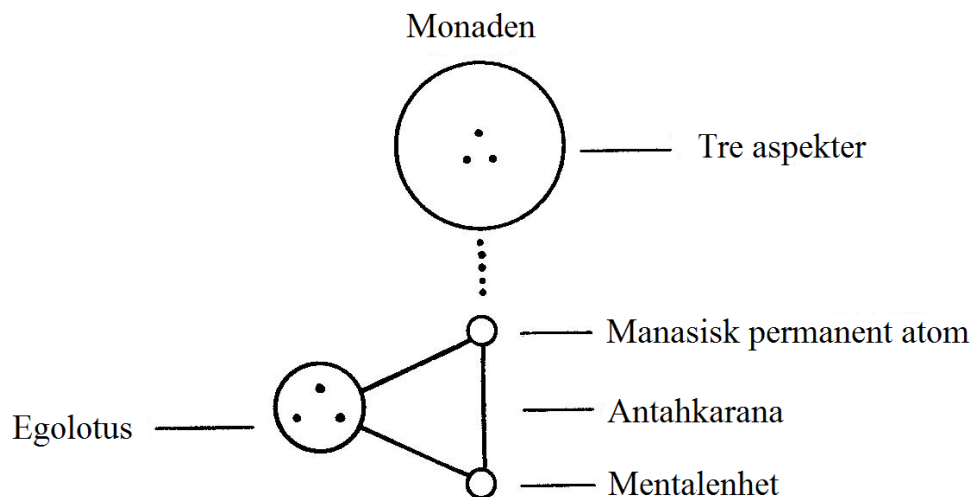 Monaden
Tre aspekter
Manasisk permanent atom
Egolotus
Antahkarana
Mentalenhet